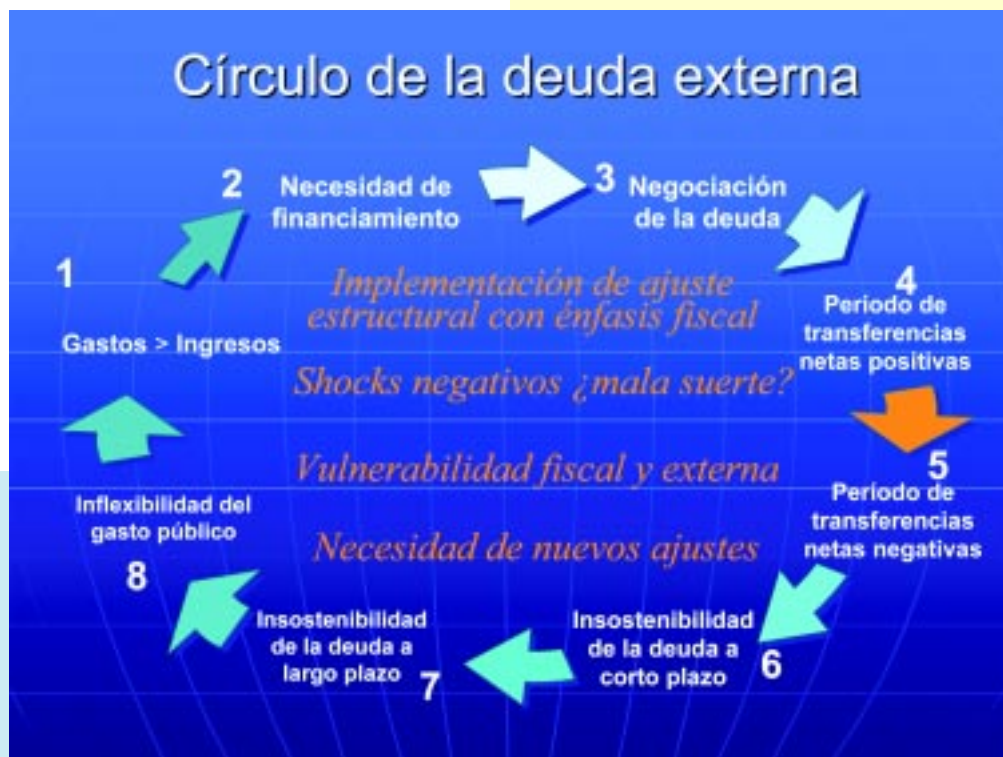 Círculo de la deuda externa
1
Gastos > Ingresos
2
Necesidad de
financiamiento
3
Negociación
de la deuda
4
Periodo de
transferencias
netas positivas
5
Período de
transferencias
netas negativas
6
Insostenibilidad
de la deuda a
corto plazo
7
Insostenibilidad
de la deuda a
largo plazo
8
Inflexibilidad del
gasto público
Implementación de ajuste
estructural con énfasis fiscal
Shocks negativos ¿mala suerte?
Vulnerabilidad fiscal y externa
Necesidad de nuevos ajustes